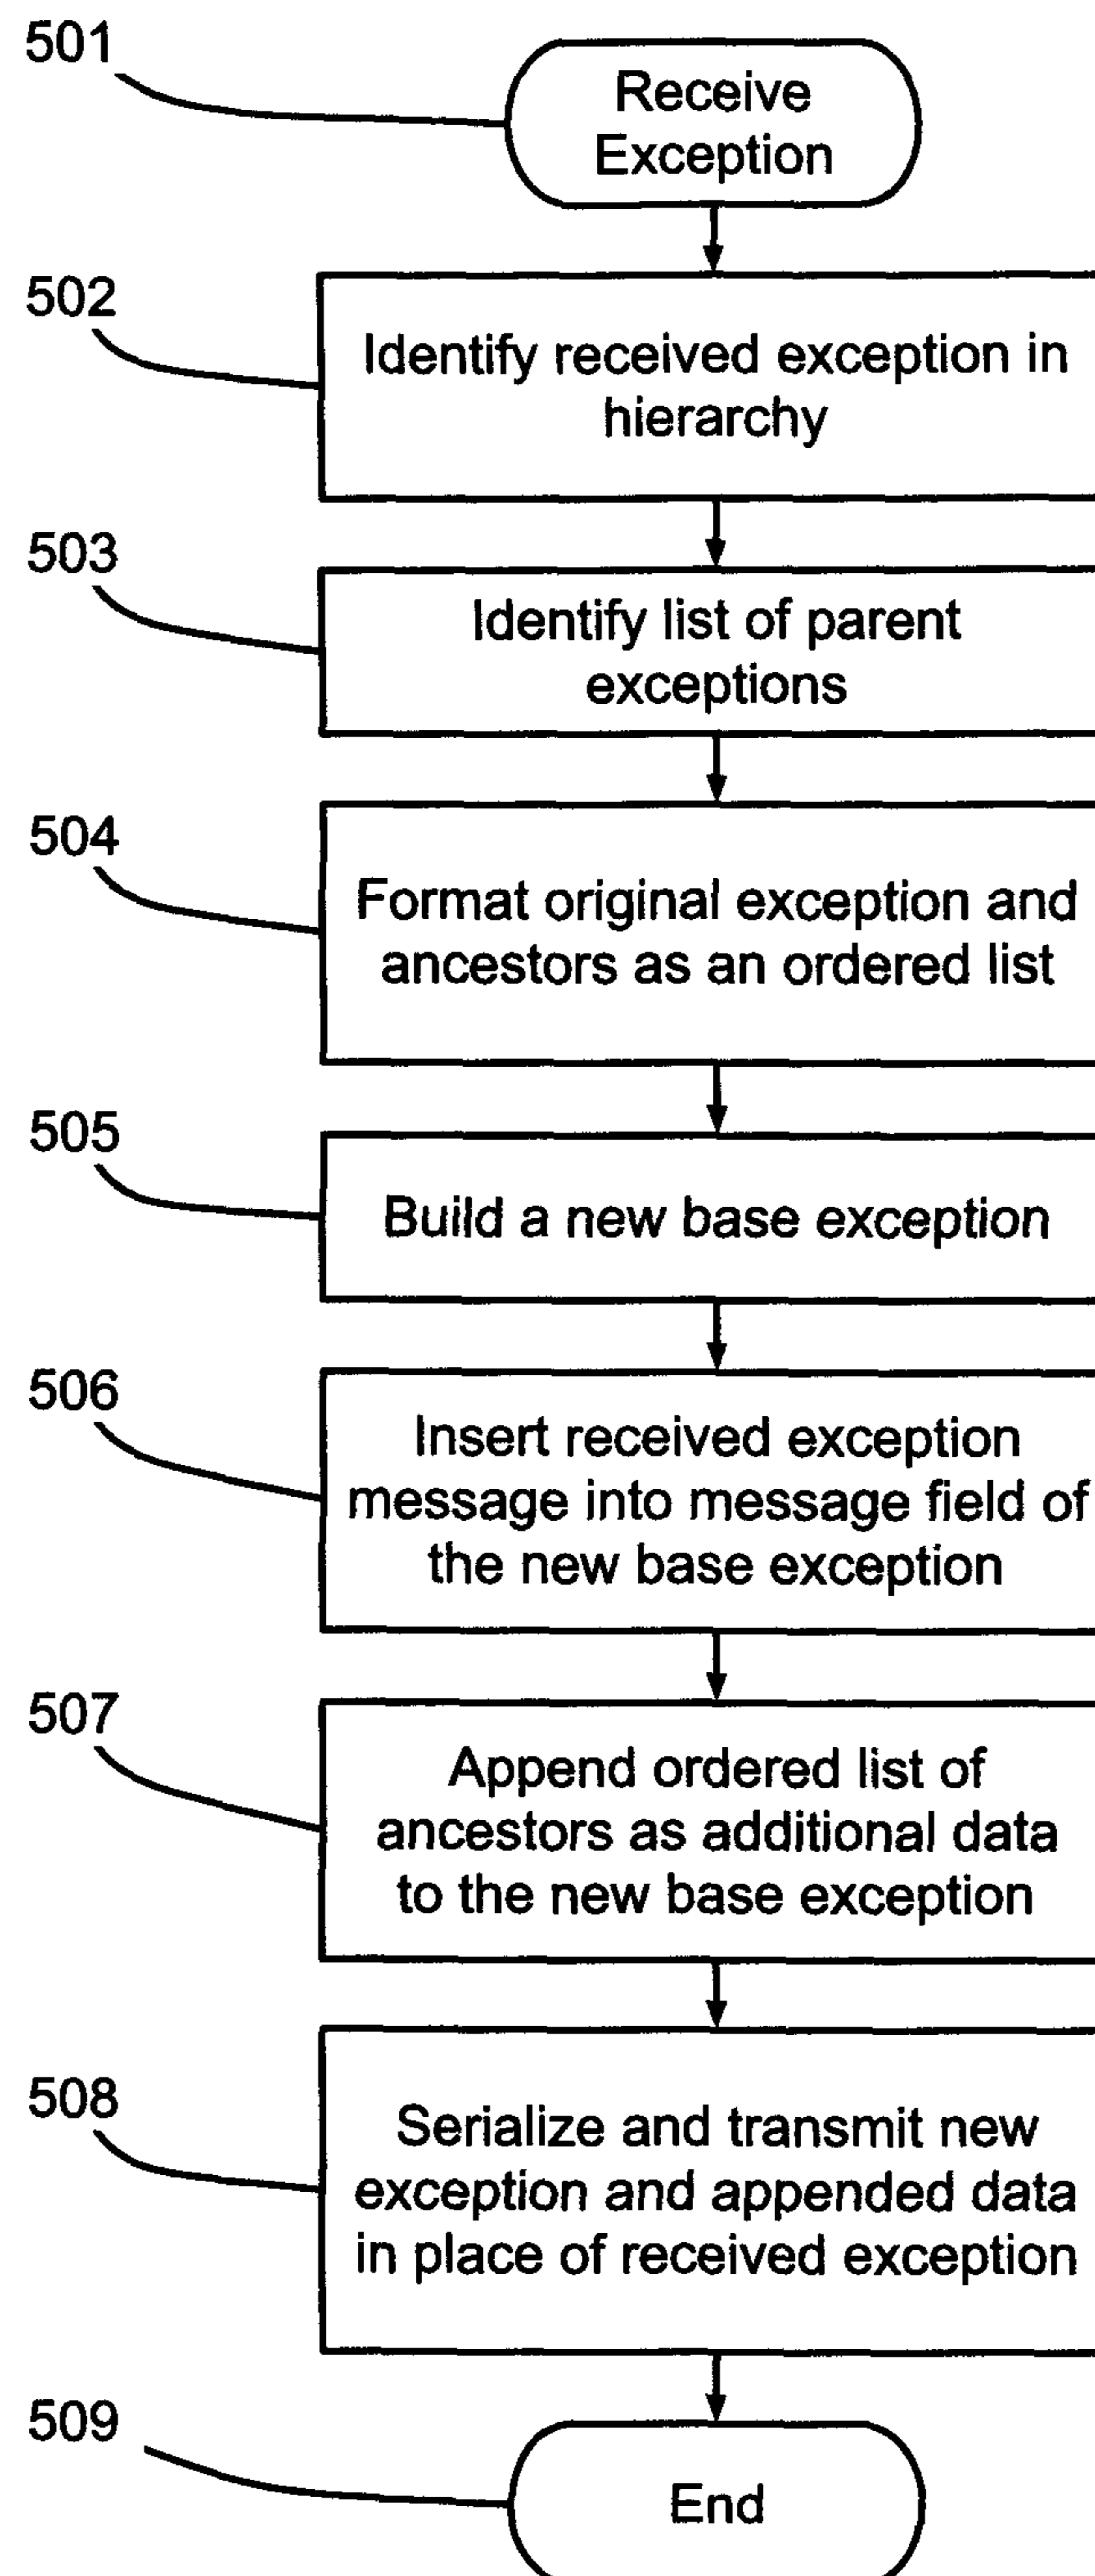 501
Receive
Exception
502
Identify received exception in
hierarchy
503
Identify list of parent
exceptions
504
Format original exception and
ancestors as an ordered list
505
Build a new base exception
506
Insert received exception
message into message field of
the new base exception
507
Append ordered list of
ancestors as additional data
to the new base exception
508
Serialize and transmit new
exception and appended data
in place of received exception
509
End